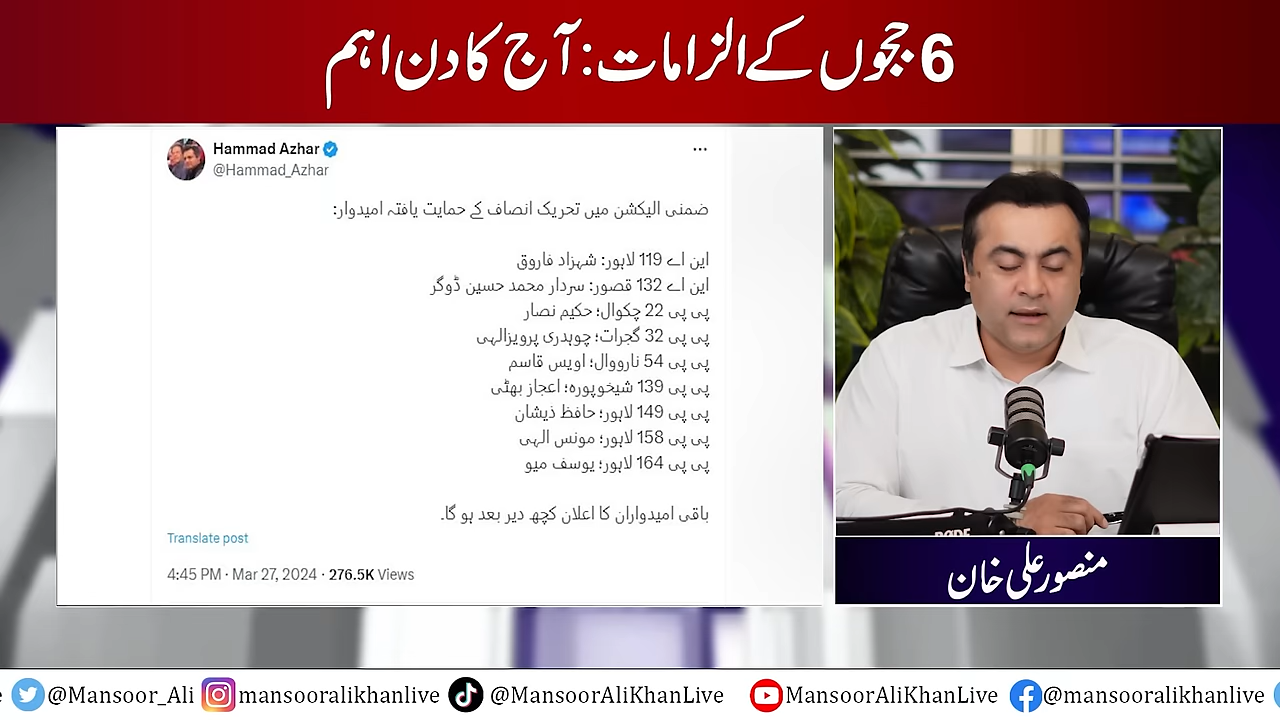 6 ججوں کے الزامات: آج کا دن اہم
Hammad Azhar
@Hammad_Azhar
ضمنی الیکشن میں تحریک انصاف کے حمایت یافتہ امیدوار:
این اے 119 لاہور: شہزاد فاروق
این اے 132 قصور: سردار محمد حسین ڈوگر
پی پی 22 چکوال؛ حکیم نصار
پی پی 32 گجرات؛ چوہدری پرویزالہی
پی پی 54 نارووال؛ اویس قاسم
پی پی 139 شیخوپورہ؛ اعجاز بھٹی
پی پی 149 لاہور؛ حافظ ذیشان
پی پی 158 لاہور؛ مونس الہی
پی پی 164 لاہور؛ یوسف میو
باقی امیدواران کا اعلان کچھ دیر بعد ہو گا۔
Translate post
4:45 PM · Mar 27, 2024 · 276.5K Views
RØDE
منصور علی خان
@Mansoor_Ali mansooralikhanlive @MansoorAliKhanLive MansoorAliKhanLive @mansooralikhanlive